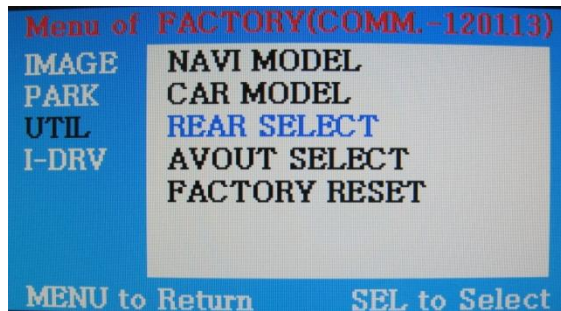 Menu of FACTORY(COMM.-120113)
IMAGE
PARK
UTIL
I-DRV
NAVI MODEL
CAR MODEL
REAR SELECT
AVOUT SELECT
FACTORY RESET
MENU to Return
SEL to Select